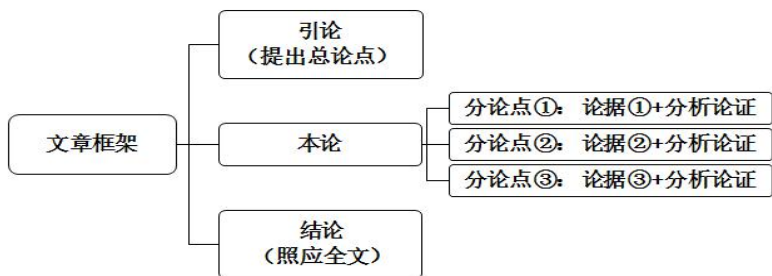 文章框架
引论
（提出总论点）
本论
分论点①： 论据①+分析论证
分论点②： 论据②+分析论证
分论点③： 论据③+分析论证
结论
（照应全文）